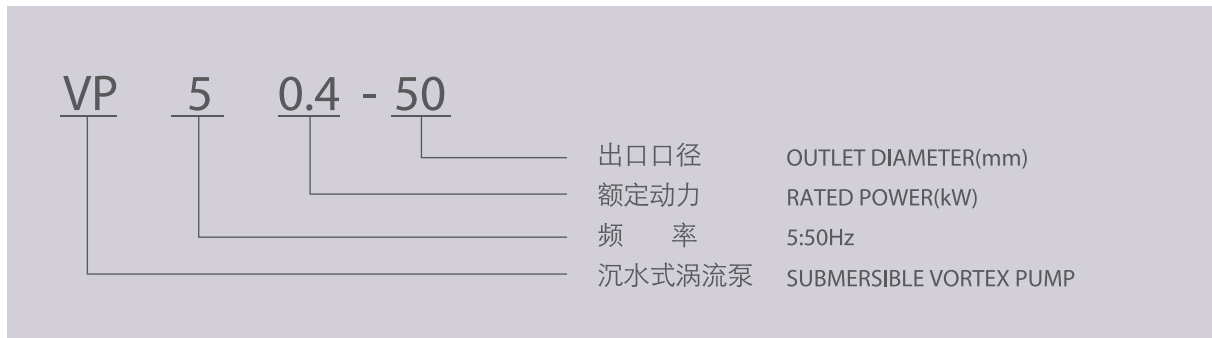 VP 5 0.4 - 50
出口口径 OUTLET DIAMETER(mm)
额定动力 RATED POWER(kW)
频 率 5:50Hz
沉水式涡流泵 SUBMERSIBLE VORTEX PUMP